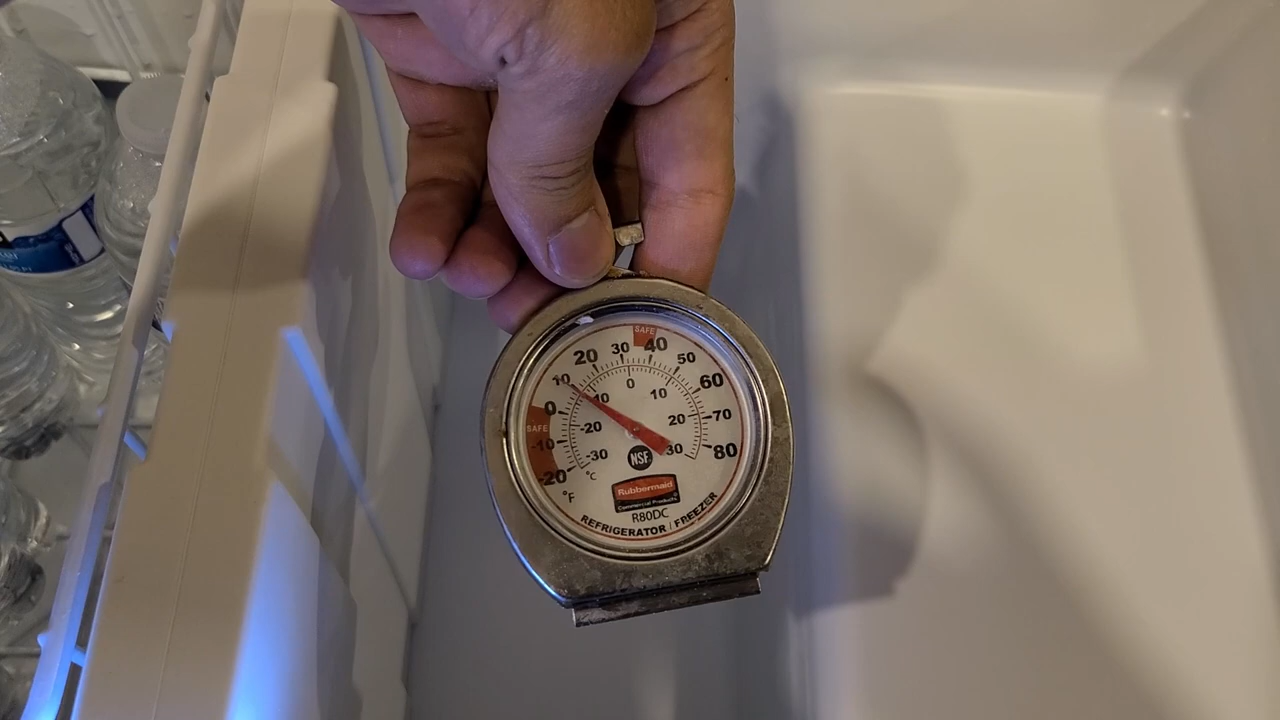 SAFE
-20 -10 0 10 20 30 40 50 60 70 80
SAFE
-30 -20 10 0 10 20 30
°C
°F
NSF
Rubbermaid
Commercial Products
R80DC
REFRIGERATOR / FREEZER